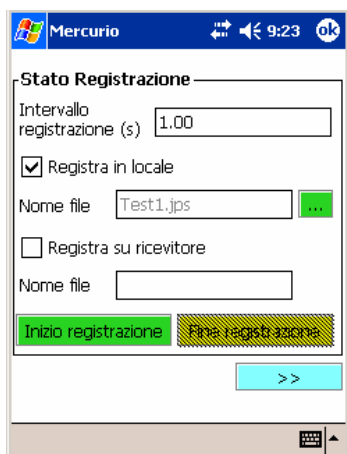 Mercurio 9:23 ok
Stato Registrazione
Intervallo
registrazione (s) 1.00
Registra in locale
Nome file Test1.jps ...
Registra su ricevitore
Nome file
Inizio registrazione Fine registrazione
>>